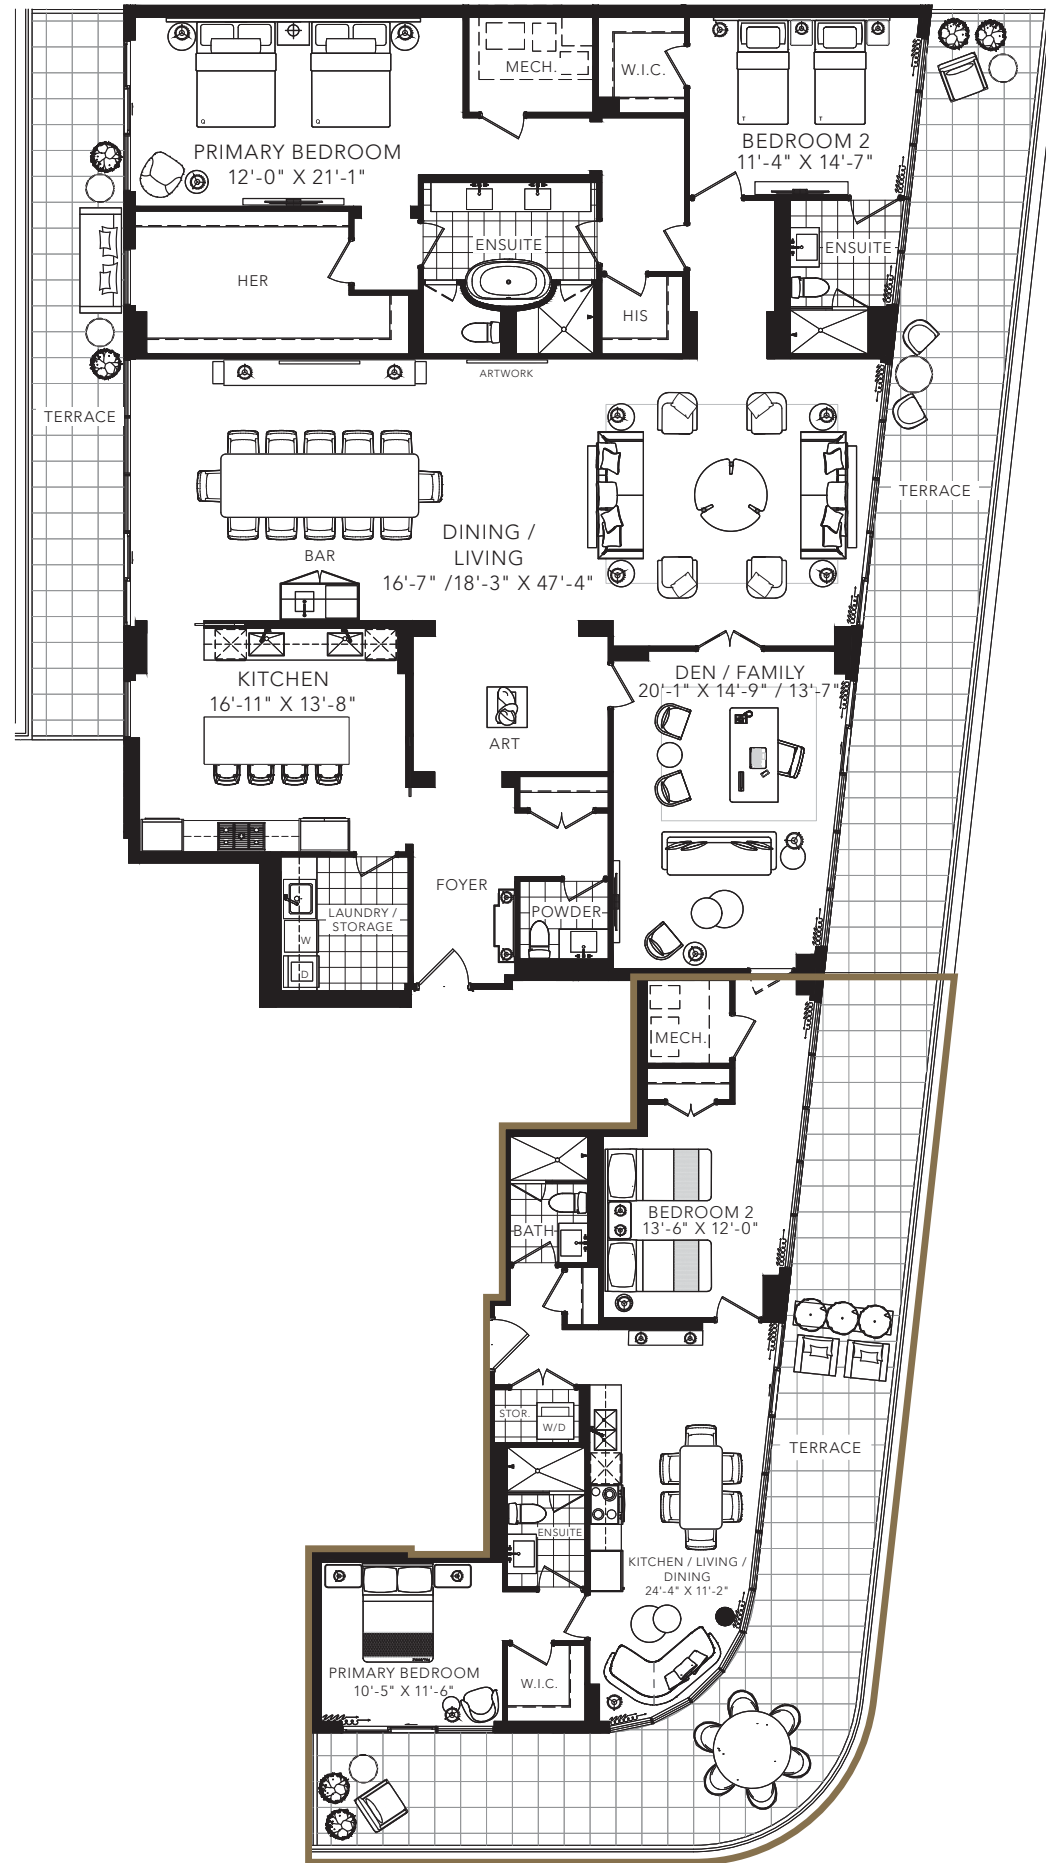 MECH.
W.I.C.
PRIMARY BEDROOM
12'-0" X 21'-1"
BEDROOM 2
11'-4" X 14'-7"
Q
Q
T
T
ENSUITE
ENSUITE
HER
HIS
ARTWORK
TERRACE
TERRACE
DINING /
LIVING
16'-7" /18'-3" X 47'-4"
BAR
KITCHEN
16'-11" X 13'-8"
DEN / FAMILY
20'-1" X 14'-9" / 13'-7"
ART
FOYER
POWDER
LAUNDRY /
STORAGE
W
D
MECH.
BEDROOM 2
13'-6" X 12'-0"
BATH
STOR.
W/D
TERRACE
ENSUITE
KITCHEN / LIVING /
DINING
24'-4" X 11'-2"
PRIMARY BEDROOM
10'-5" X 11'-6"
W.I.C.